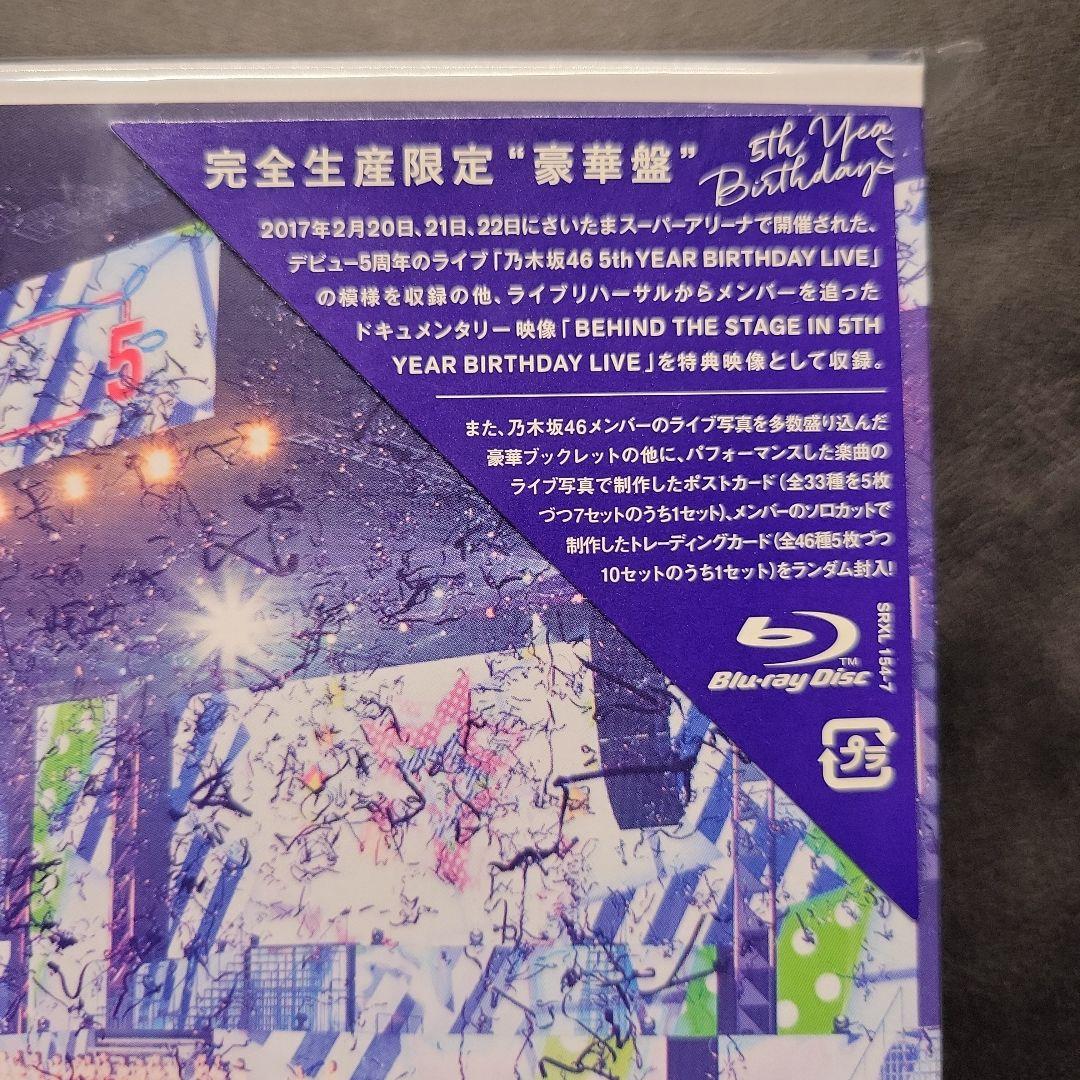 完全生産限定“豪華盤”
5th Year Birthday
2017年2月20日、21日、22日にさいたまスーパーアリーナで開催された、
デビュー5周年のライブ「乃木坂46 5th YEAR BIRTHDAY LIVE」
の模様を収録の他、ライブリハーサルからメンバーを追った
ドキュメンタリー映像「BEHIND THE STAGE IN 5TH
YEAR BIRTHDAY LIVE」を特典映像として収録。
また、乃木坂46メンバーのライブ写真を多数盛り込んだ
豪華ブックレットの他に、パフォーマンスした楽曲の
ライブ写真で制作したポストカード(全33種を5枚
づつ7セットのうち1セット)、メンバーのソロカットで
制作したトレーディングカード(全46種5枚づつ
10セットのうち1セット)をランダム封入!
Blu-ray Disc™
SRXL 154-7
プラ
5